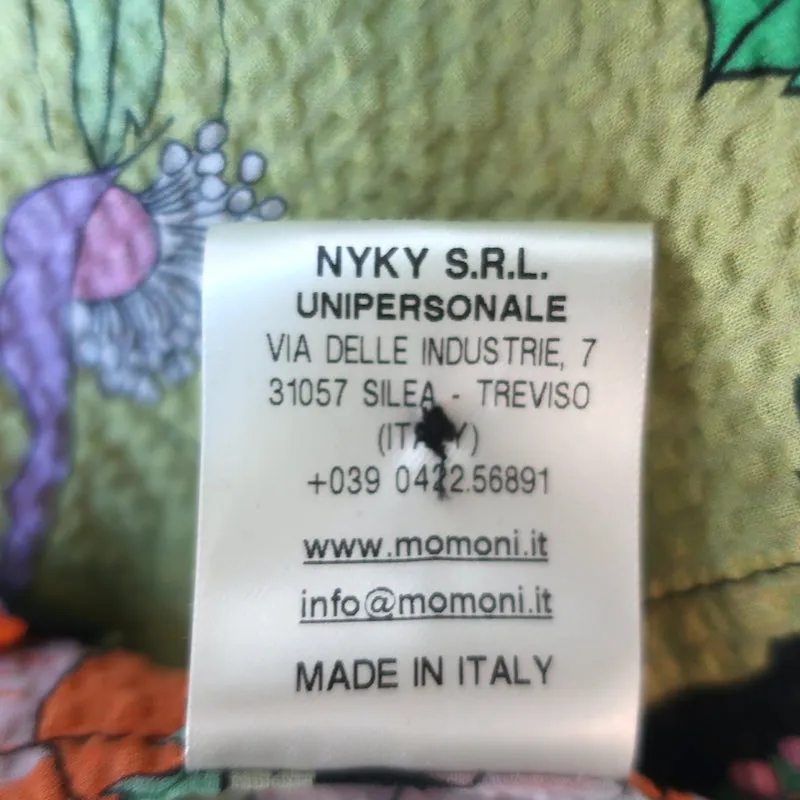 NYKY S.R.L.
UNIPERSONALE
VIA DELLE INDUSTRIE, 7
31057 SILEA - TREVISO
(ITALY)
+039 0422.56891
www.momoni.it
info@momoni.it
MADE IN ITALY